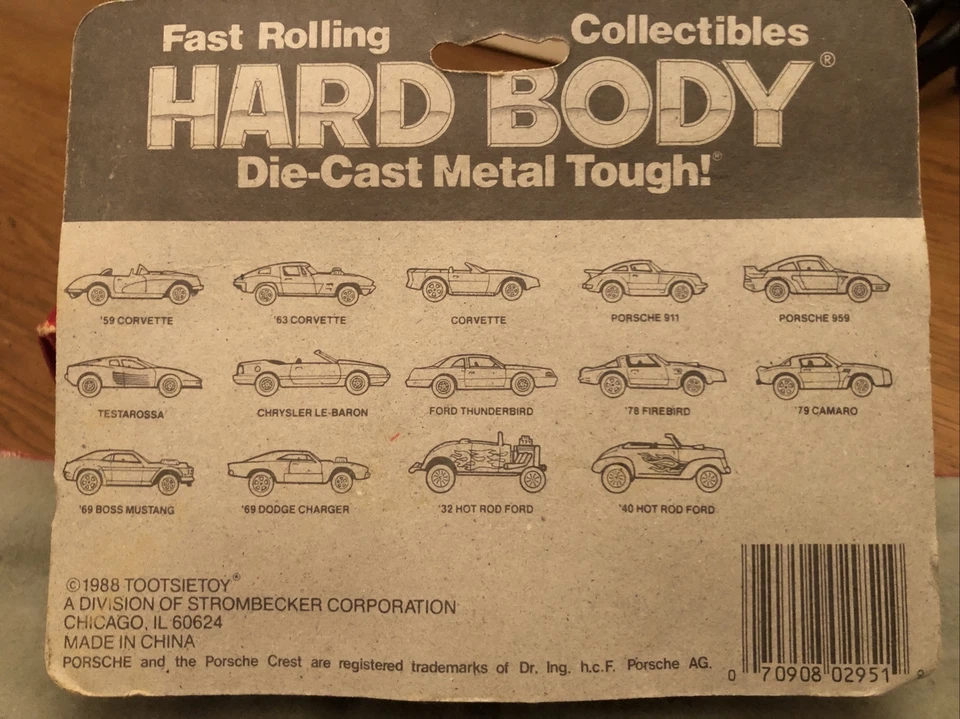 Fast Rolling Collectibles
HARD BODY®
Die-Cast Metal Tough!®
'59 CORVETTE '63 CORVETTE CORVETTE PORSCHE 911 PORSCHE 959
TESTAROSSA CHRYSLER LE-BARON FORD THUNDERBIRD '78 FIREBIRD '79 CAMARO
'69 BOSS MUSTANG '69 DODGE CHARGER '32 HOT ROD FORD '40 HOT ROD FORD
©1988 TOOTSIETOY®
A DIVISION OF STROMBECKER CORPORATION
CHICAGO, IL 60624
MADE IN CHINA
PORSCHE and the Porsche Crest are registered trademarks of Dr. Ing. h.c.F. Porsche AG.
0 70908 02951